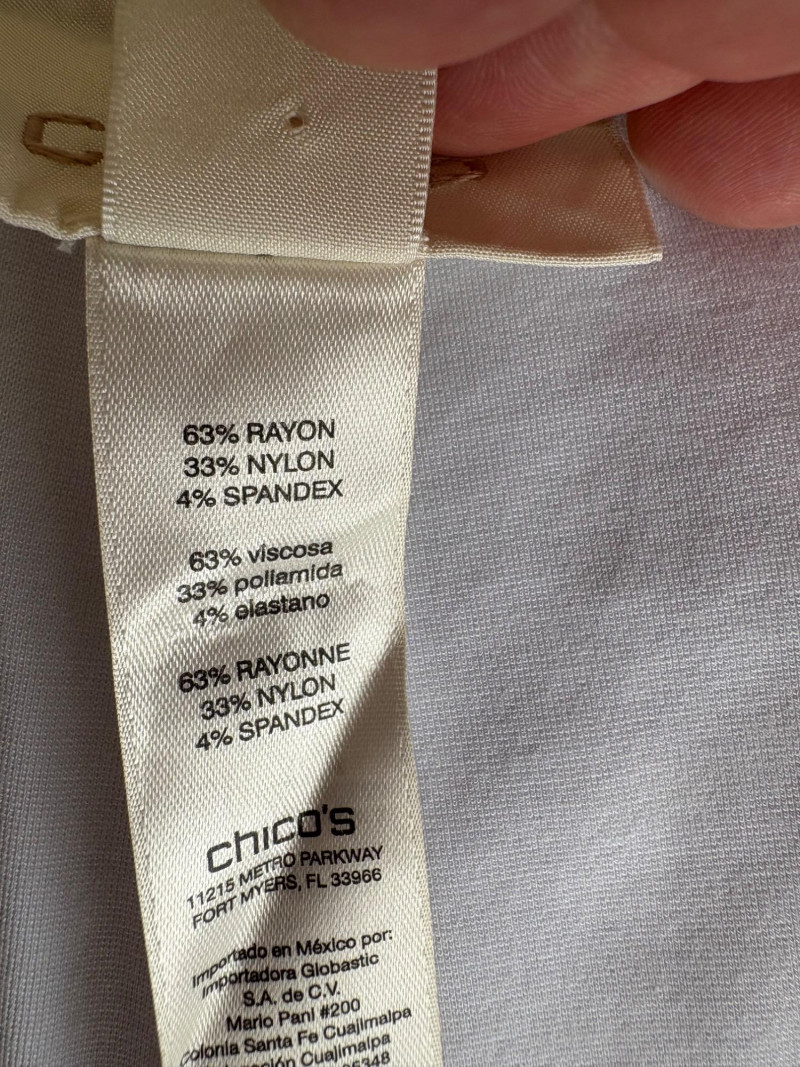 C
63% RAYON
33% NYLON
4% SPANDEX
63% viscosa
33% poliamida
4% elastano
63% RAYONNE
33% NYLON
4% SPANDEX
chico's
11215 METRO PARKWAY
FORT MYERS, FL 33966
Importado en México por:
Importadora Globastic
S.A. de C.V.
Mario Pani #200
Colonia Santa Fe Cuajimalpa
Cuajimalpa